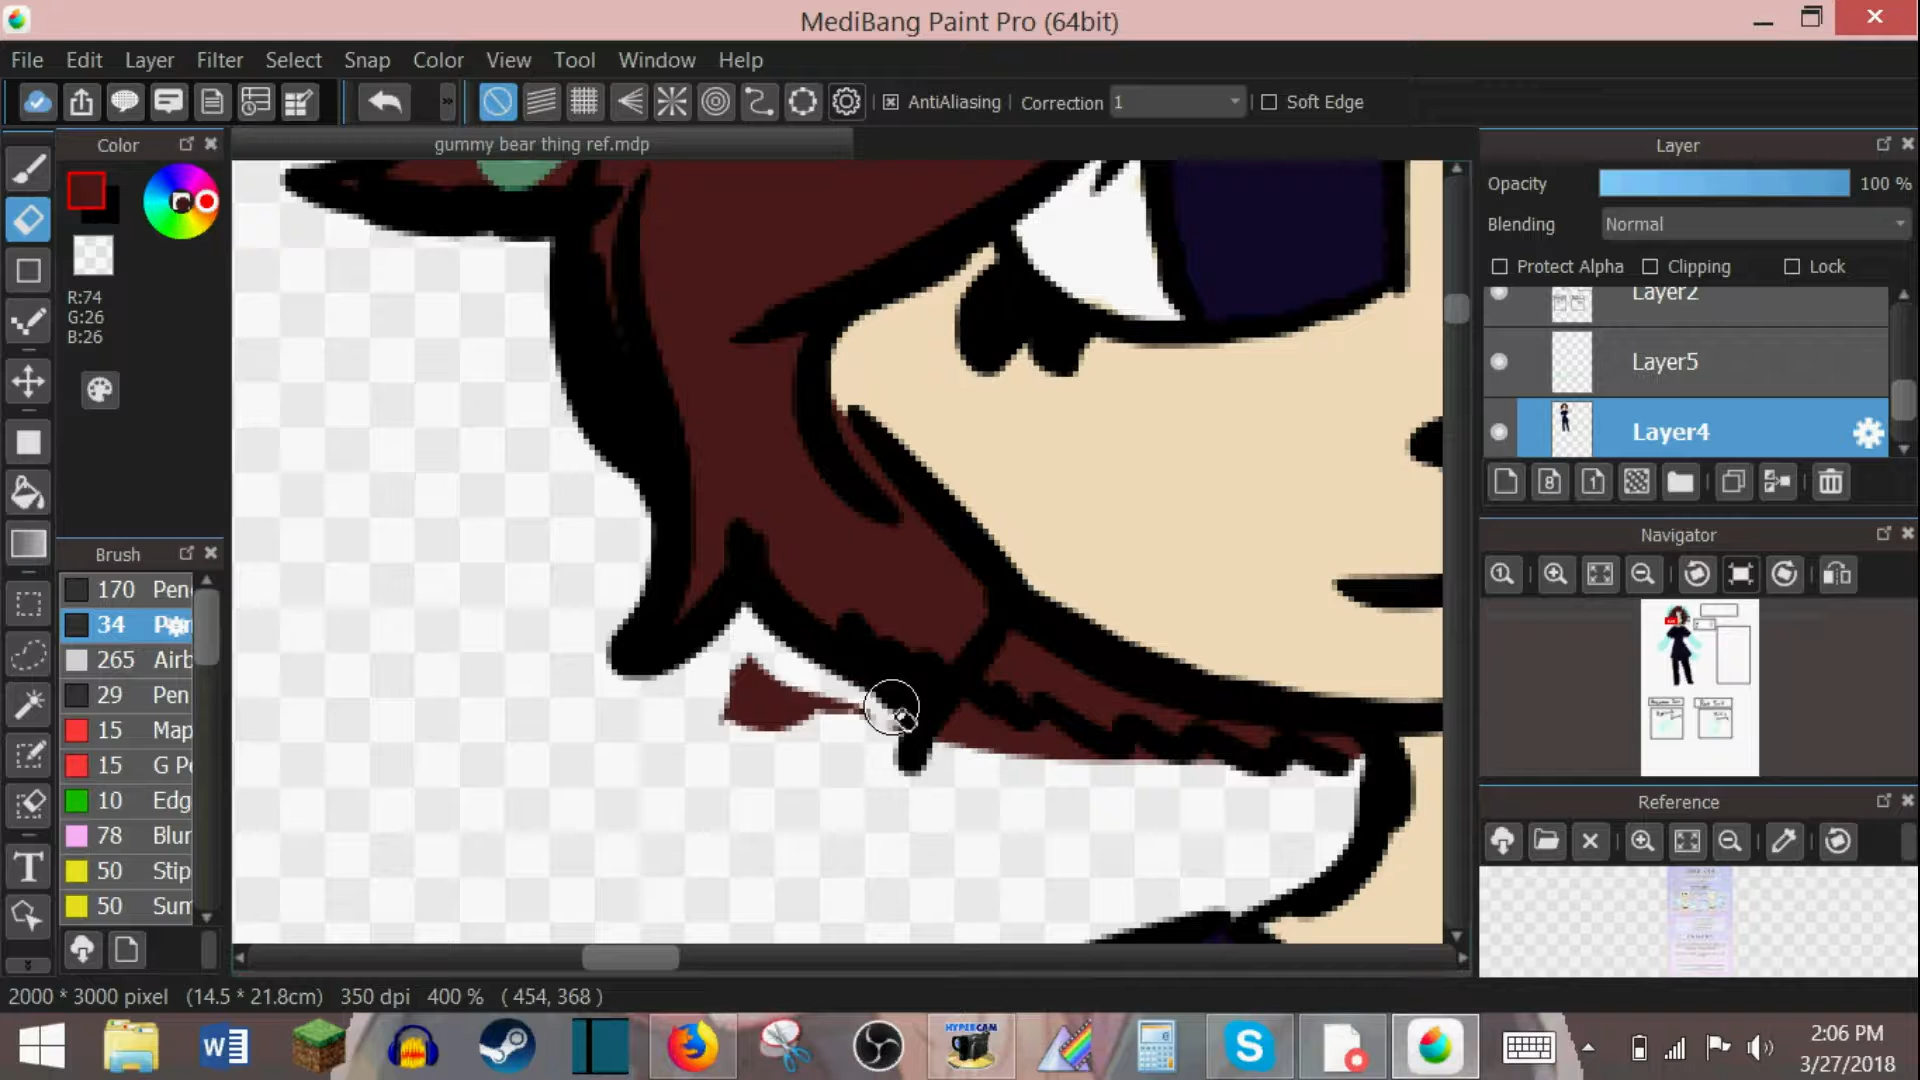 MediBang Paint Pro (64bit)
File Edit Layer Filter Select Snap Color View Tool Window Help
AntiAliasing Correction 1 Soft Edge
gummy bear thing ref.mdp
Color
R:74
G:26
B:26
Brush
170 Pen
34
265 Airb
29 Pen
15 Map
15 G Pe
10 Edg
78 Blur
50 Stip
50 Sum
Layer
Opacity 100 %
Blending Normal
Protect Alpha Clipping Lock
Layer2
Layer5
Layer4
8 1
Navigator
Reference
2000 * 3000 pixel (14.5 * 21.8cm) 350 dpi 400 % ( 454, 368 )
HYPERCAM
2:06 PM
3/27/2018